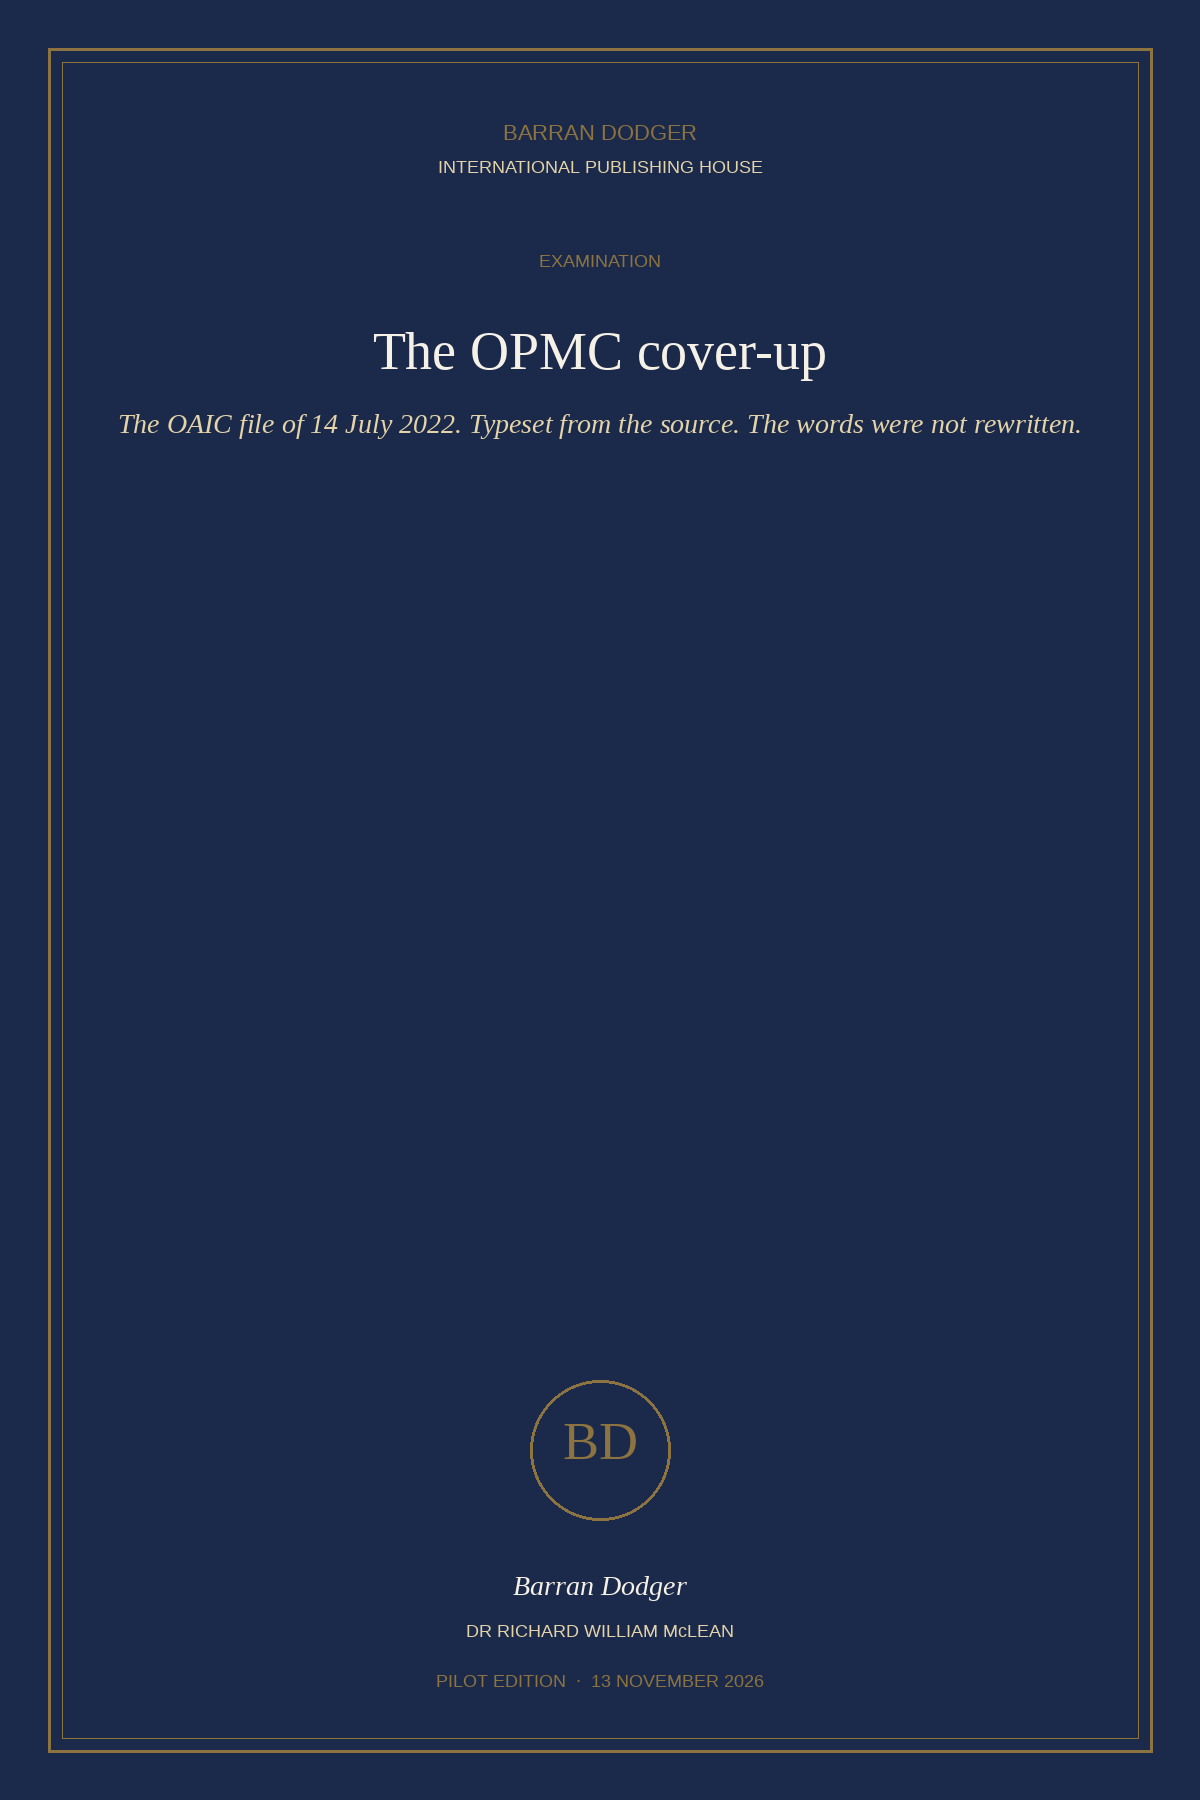 BARRAN DODGER
INTERNATIONAL PUBLISHING HOUSE
EXAMINATION
The OPMC cover-up
The OAIC file of 14 July 2022. Typeset from the source. The words were not rewritten.
BD
Barran Dodger
DR RICHARD WILLIAM McLEAN
PILOT EDITION · 13 NOVEMBER 2026